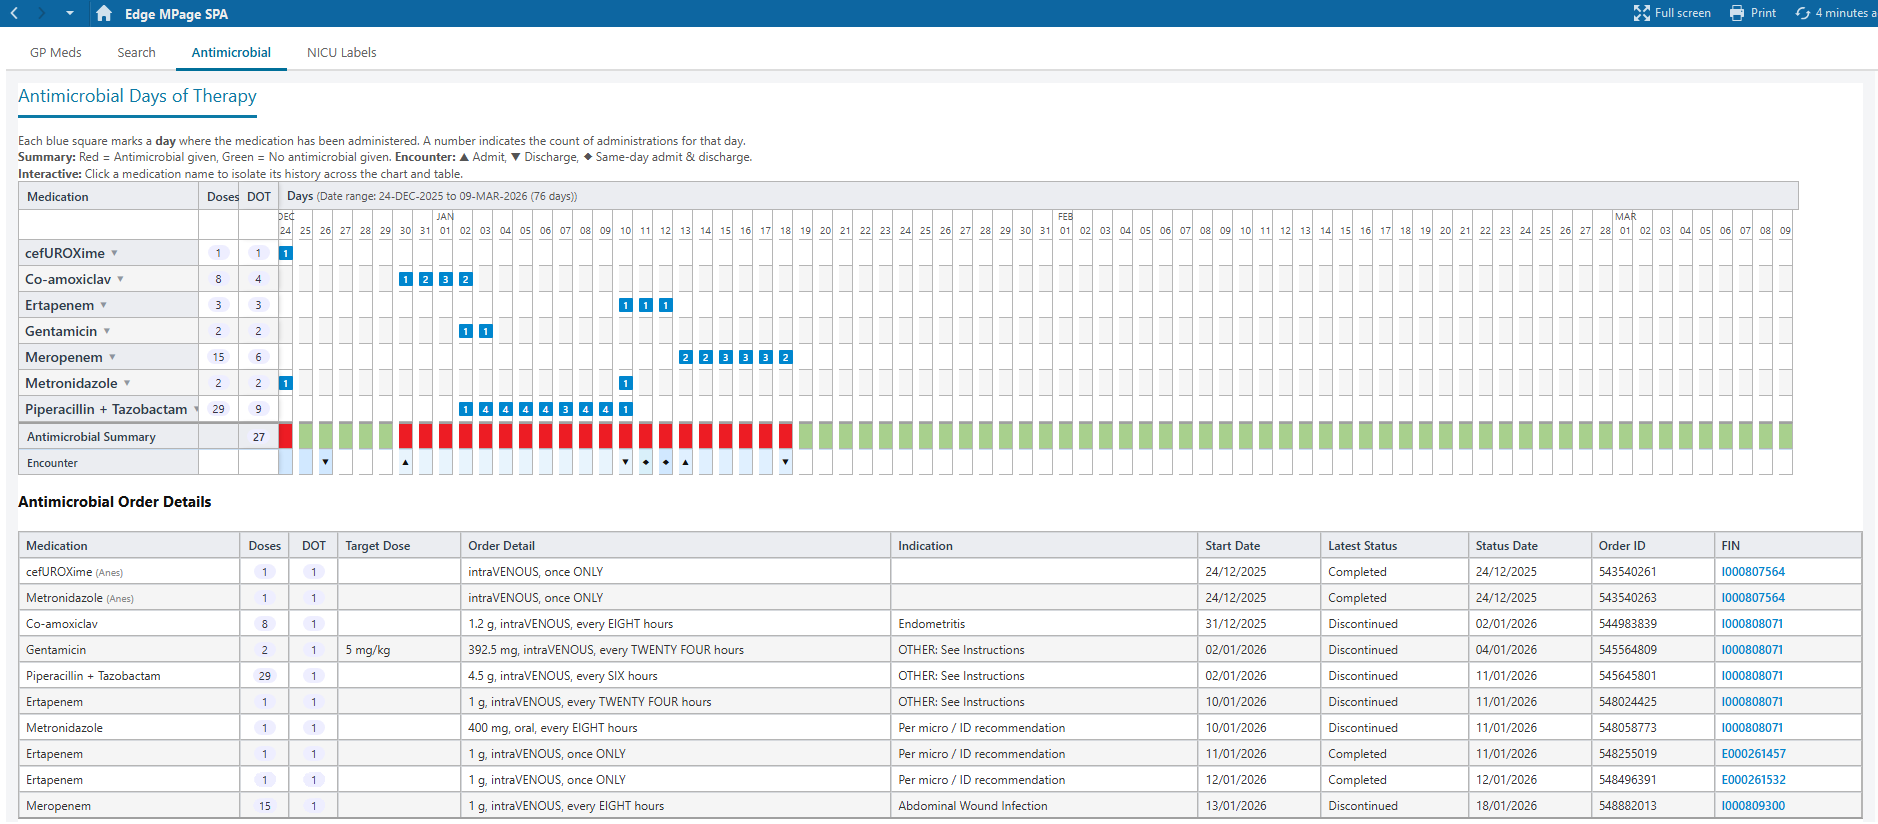 Edge MPage SPA Full screen Print 4 minutes a
GP Meds Search Antimicrobial NICU Labels
Antimicrobial Days of Therapy
Each blue square marks a day where the medication has been administered. A number indicates the count of administrations for that day.
Summary: Red = Antimicrobial given, Green = No antimicrobial given. Encounter: ▲ Admit, ▼ Discharge, ◆ Same-day admit & discharge.
Interactive: Click a medication name to isolate its history across the chart and table.
Medication Doses DOT Days (Date range: 24-DEC-2025 to 09-MAR-2026 (76 days))
DEC JAN FEB MAR
24 25 26 27 28 29 30 31 01 02 03 04 05 06 07 08 09 10 11 12 13 14 15 16 17 18 19 20 21 22 23 24 25 26 27 28 29 30 31 01 02 03 04 05 06 07 08 09 10 11 12 13 14 15 16 17 18 19 20 21 22 23 24 25 26 27 28 01 02 03 04 05 06 07 08 09
cefUROXime ▼ 1 1 1
Co-amoxiclav ▼ 8 4 1 2 3 2
Ertapenem ▼ 3 3 1 1 1
Gentamicin ▼ 2 2 1 1
Meropenem ▼ 15 6 2 2 3 3 3 2
Metronidazole ▼ 2 2 1 1
Piperacillin + Tazobactam ▼ 29 9 1 4 4 4 4 3 4 4 1
Antimicrobial Summary 27
Encounter ▼ ▲ ▼ ◆ ◆ ▲ ▼
Antimicrobial Order Details
Medication Doses DOT Target Dose Order Detail Indication Start Date Latest Status Status Date Order ID FIN
cefUROXime (Anes) 1 1 intraVENOUS, once ONLY 24/12/2025 Completed 24/12/2025 543540261 I000807564
Metronidazole (Anes) 1 1 intraVENOUS, once ONLY 24/12/2025 Completed 24/12/2025 543540263 I000807564
Co-amoxiclav 8 1 1.2 g, intraVENOUS, every EIGHT hours Endometritis 31/12/2025 Discontinued 02/01/2026 544983839 I000808071
Gentamicin 2 1 5 mg/kg 392.5 mg, intraVENOUS, every TWENTY FOUR hours OTHER: See Instructions 02/01/2026 Discontinued 04/01/2026 545564809 I000808071
Piperacillin + Tazobactam 29 1 4.5 g, intraVENOUS, every SIX hours OTHER: See Instructions 02/01/2026 Discontinued 11/01/2026 545645801 I000808071
Ertapenem 1 1 1 g, intraVENOUS, every TWENTY FOUR hours OTHER: See Instructions 10/01/2026 Discontinued 11/01/2026 548024425 I000808071
Metronidazole 1 1 400 mg, oral, every EIGHT hours Per micro / ID recommendation 10/01/2026 Discontinued 11/01/2026 548058773 I000808071
Ertapenem 1 1 1 g, intraVENOUS, once ONLY Per micro / ID recommendation 11/01/2026 Completed 11/01/2026 548255019 E000261457
Ertapenem 1 1 1 g, intraVENOUS, once ONLY Per micro / ID recommendation 12/01/2026 Completed 12/01/2026 548496391 E000261532
Meropenem 15 1 1 g, intraVENOUS, every EIGHT hours Abdominal Wound Infection 13/01/2026 Discontinued 18/01/2026 548882013 I000809300